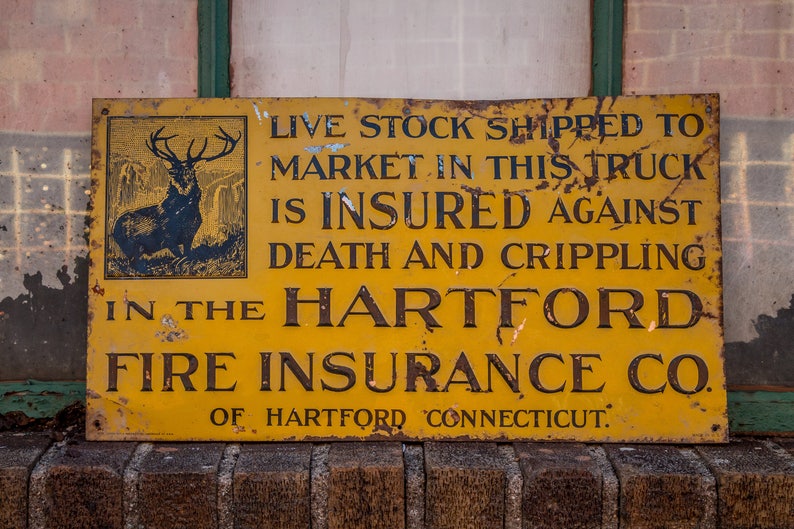 LIVE STOCK SHIPPED TO
MARKET IN THIS TRUCK
IS INSURED AGAINST
DEATH AND CRIPPLING
IN THE HARTFORD
FIRE INSURANCE CO.
OF HARTFORD CONNECTICUT.